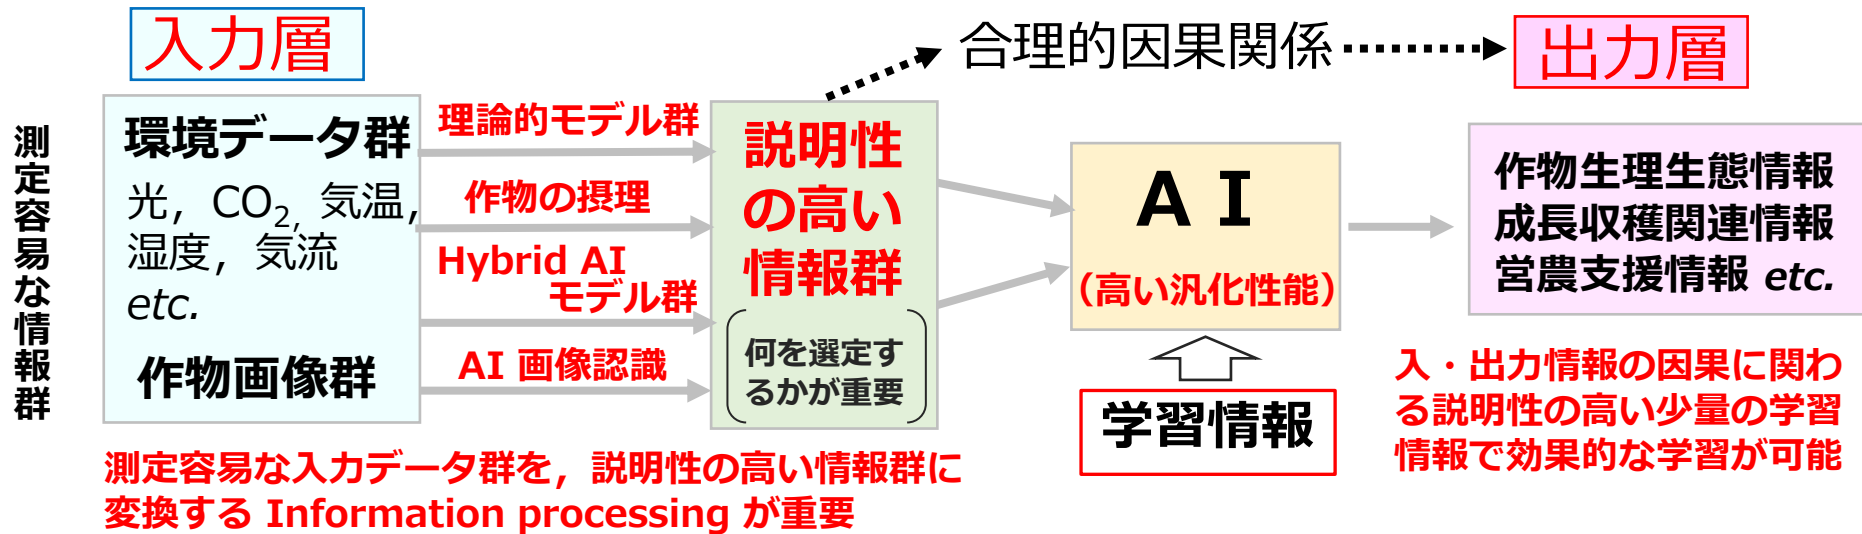 入力層
合理的因果関係
出力層
測定容易な情報群
環境データ群
光，CO2, 気温，
湿度，気流
etc.
作物画像群
理論的モデル群
作物の摂理
Hybrid AI
モデル群
AI 画像認識
説明性
の高い
情報群
何を選定す
るかが重要
ＡＩ
（高い汎化性能）
学習情報
作物生理生態情報
成長収穫関連情報
営農支援情報 etc.
入・出力情報の因果に関わ
る説明性の高い少量の学習
情報で効果的な学習が可能
測定容易な入力データ群を，説明性の高い情報群に
変換する Information processing が重要